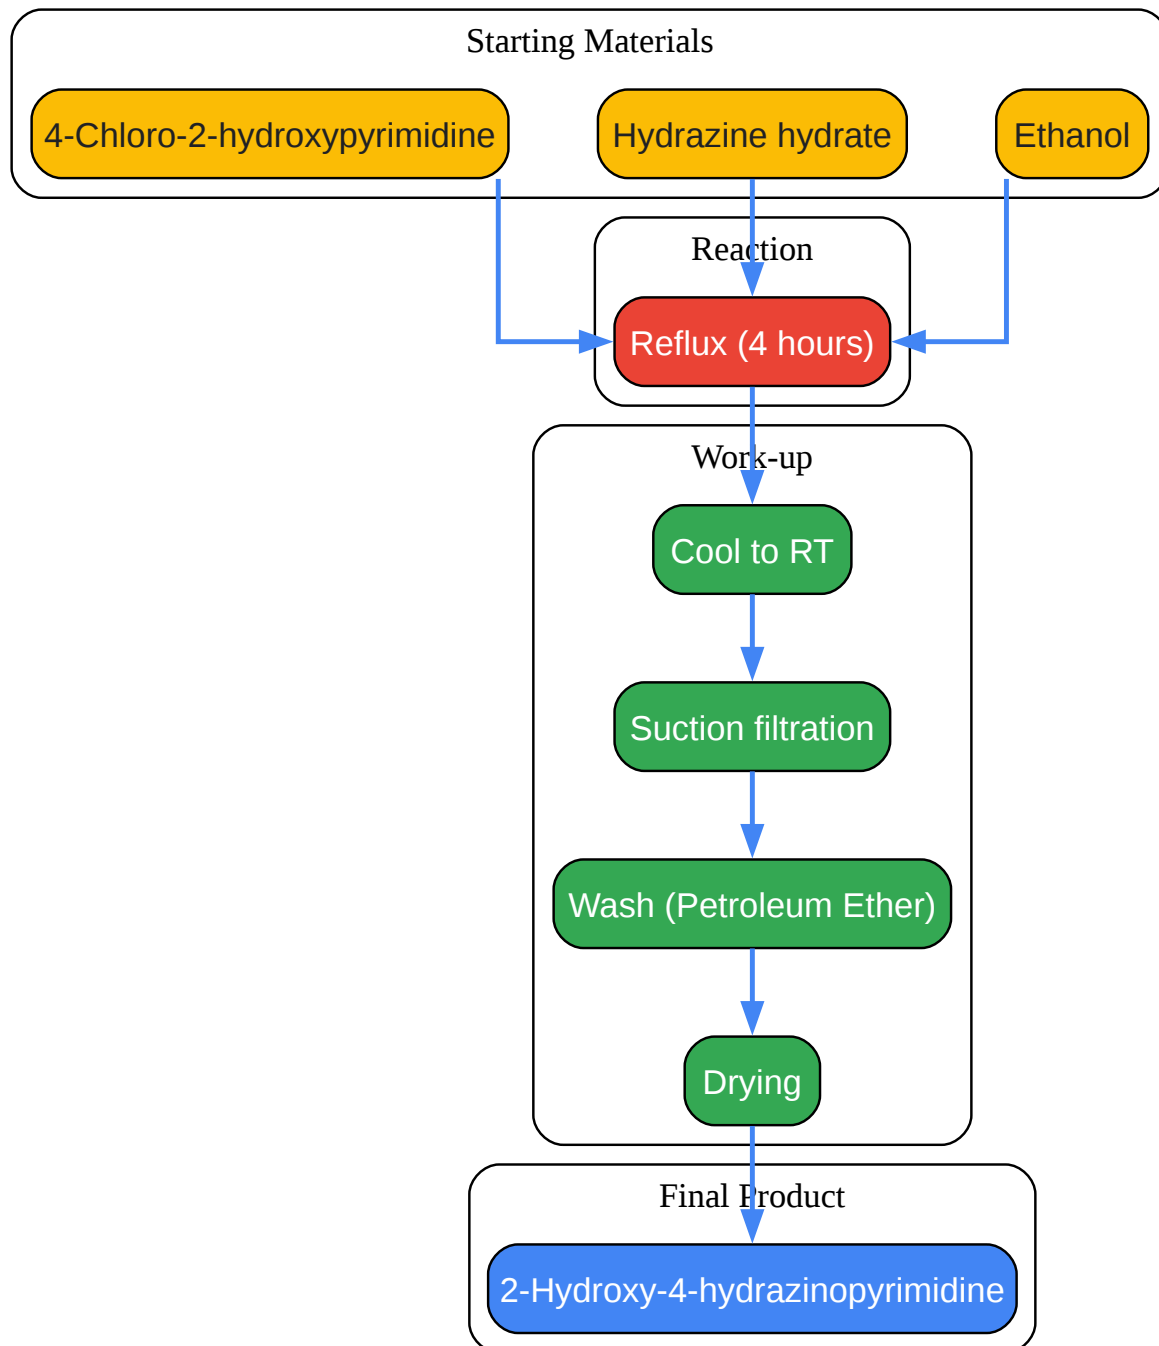 Starting Materials
4-Chloro-2-hydroxypyrimidine
Hydrazine hydrate
Ethanol
Reaction
Reflux (4 hours)
Work-up
Cool to RT
Suction filtration
Wash (Petroleum Ether)
Drying
Final Product
2-Hydroxy-4-hydrazinopyrimidine